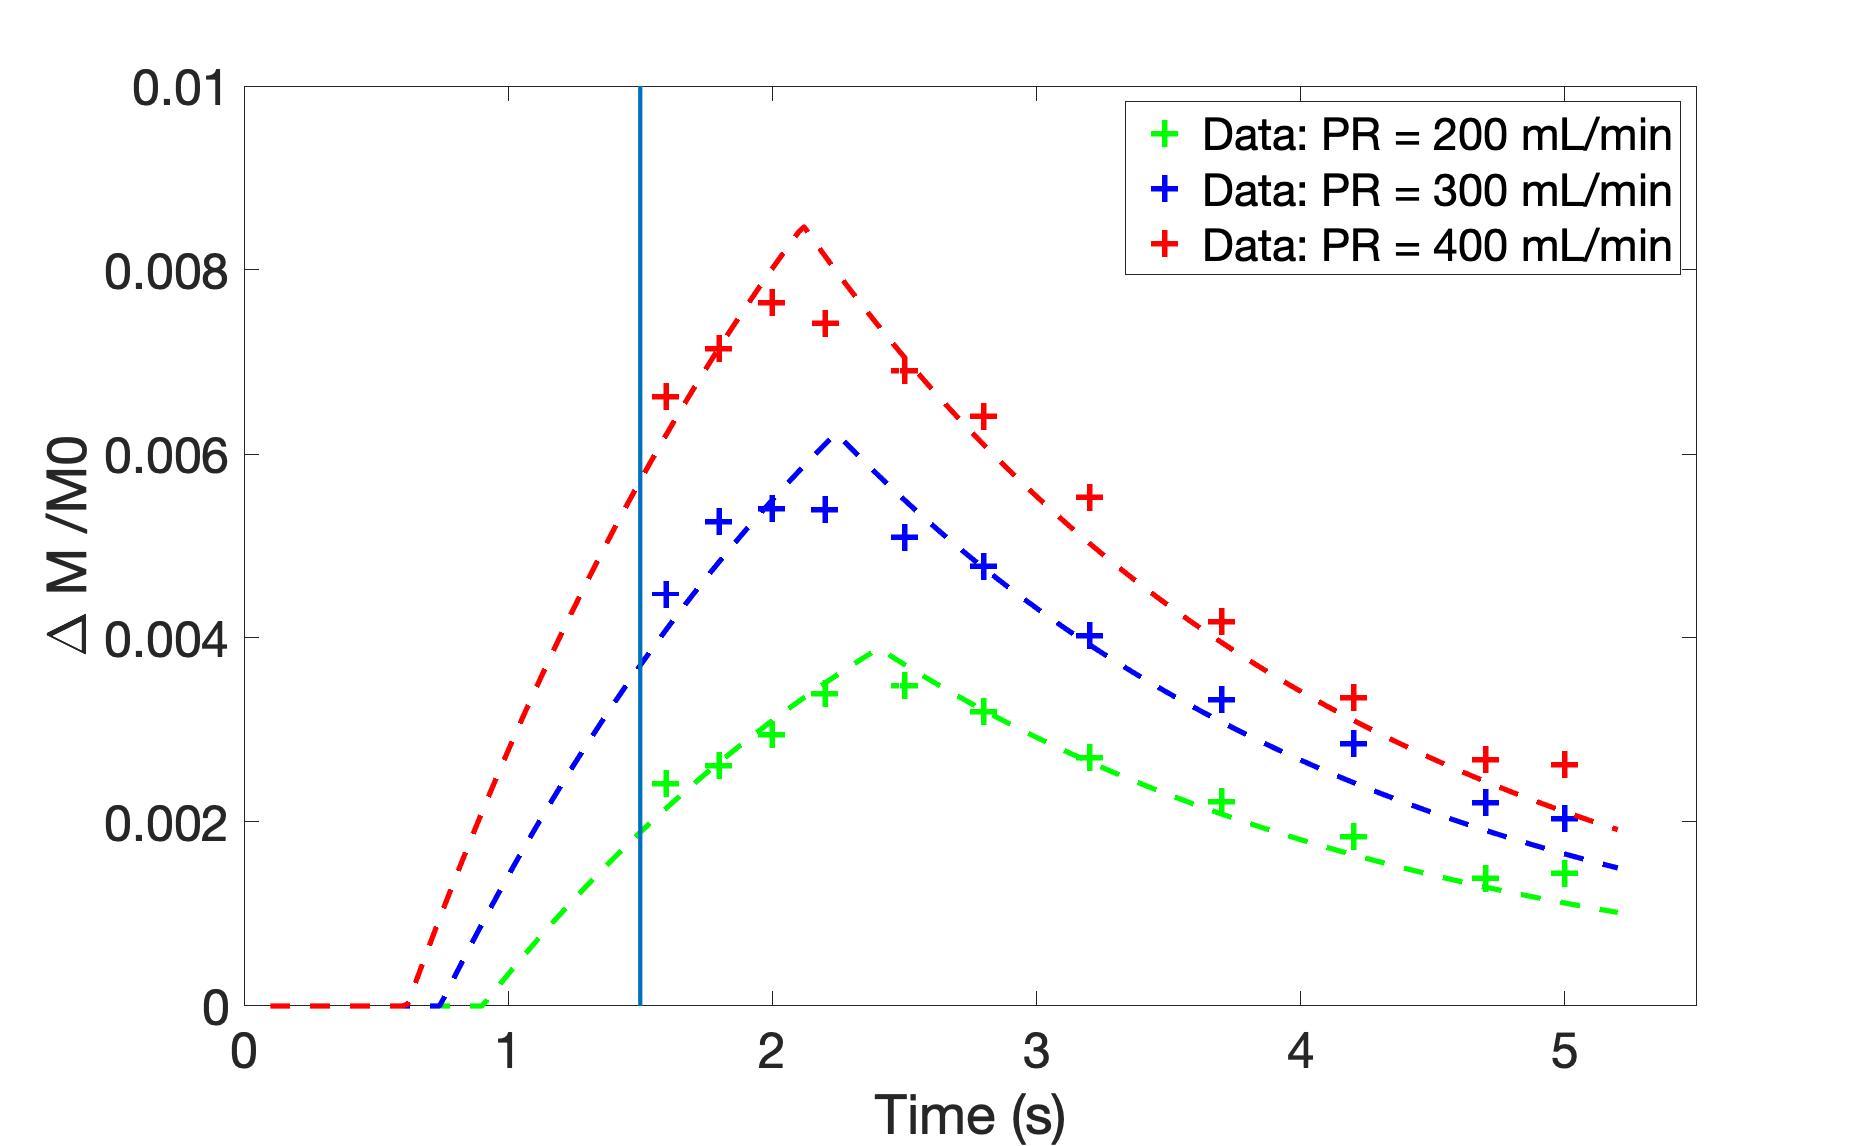 0.01
0.008
0.006
0.004
0.002
0
0 1 2 3 4 5
Time (s)
Δ M /M0
Data: PR = 200 mL/min
Data: PR = 300 mL/min
Data: PR = 400 mL/min